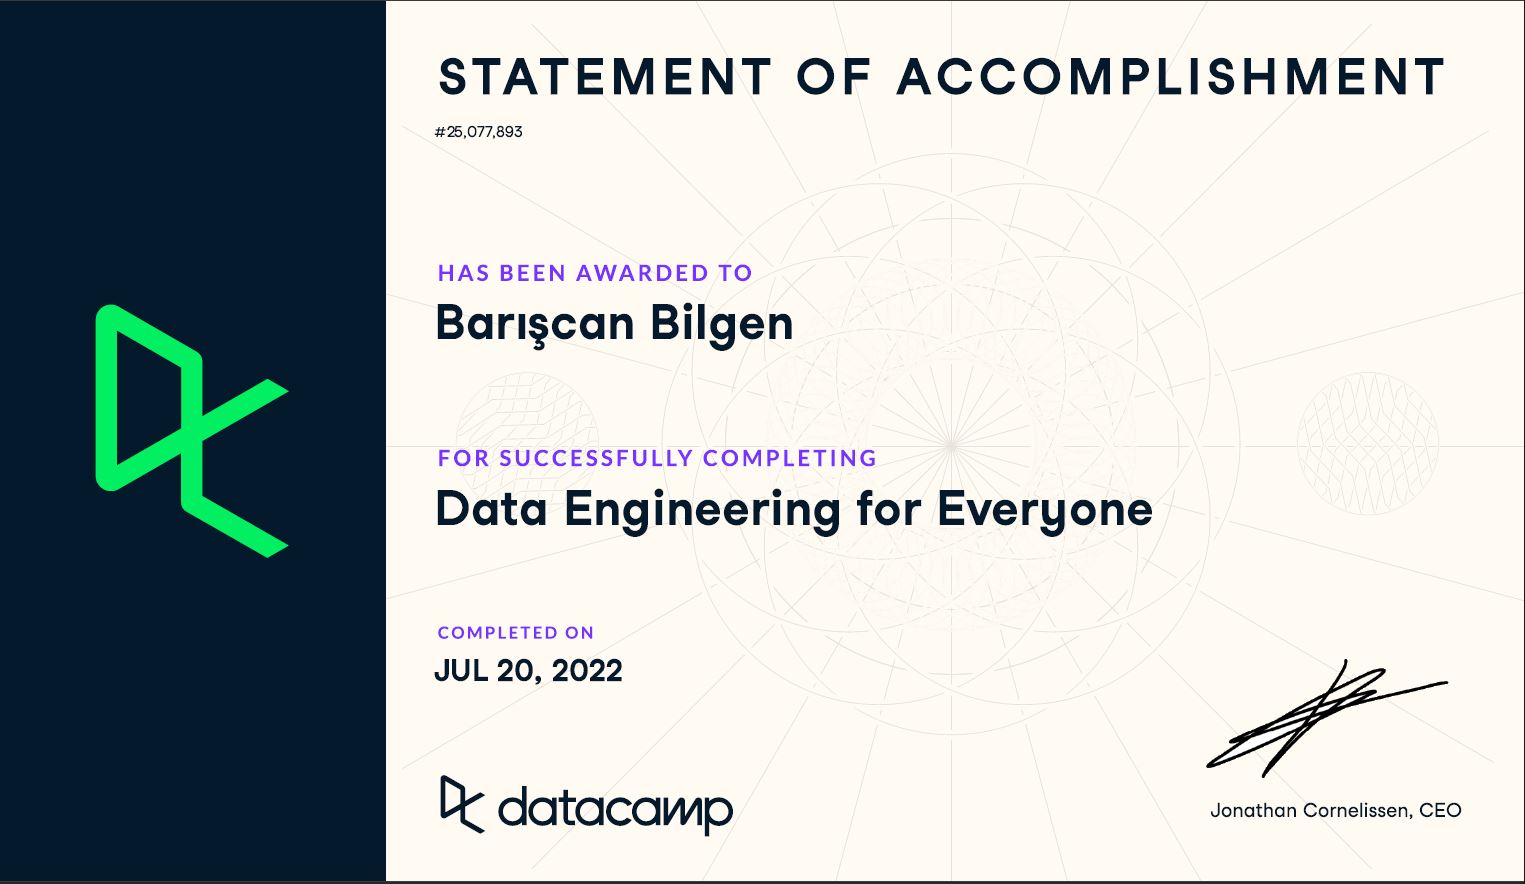 STATEMENT OF ACCOMPLISHMENT
#25,077,893
HAS BEEN AWARDED TO
Barışcan Bilgen
FOR SUCCESSFULLY COMPLETING
Data Engineering for Everyone
COMPLETED ON
JUL 20, 2022
datacamp
Jonathan Cornelissen, CEO